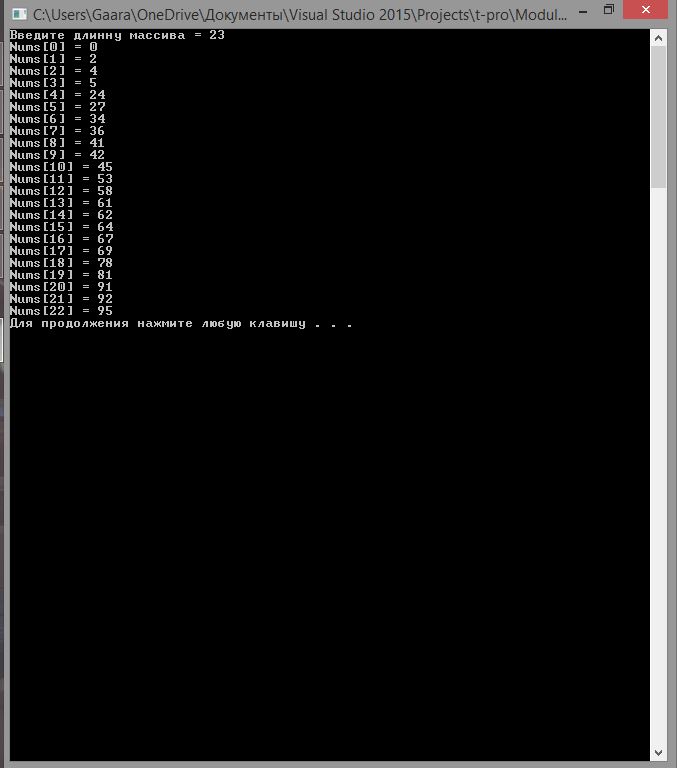 C:\Users\Gaara\OneDrive\Документы\Visual Studio 2015\Projects\t-pro\Modul...
Введите длинну массива = 23
Nums[0] = 0
Nums[1] = 2
Nums[2] = 4
Nums[3] = 5
Nums[4] = 24
Nums[5] = 27
Nums[6] = 34
Nums[7] = 36
Nums[8] = 41
Nums[9] = 42
Nums[10] = 45
Nums[11] = 53
Nums[12] = 58
Nums[13] = 61
Nums[14] = 62
Nums[15] = 64
Nums[16] = 67
Nums[17] = 69
Nums[18] = 78
Nums[19] = 81
Nums[20] = 91
Nums[21] = 92
Nums[22] = 95
Для продолжения нажмите любую клавишу . . .